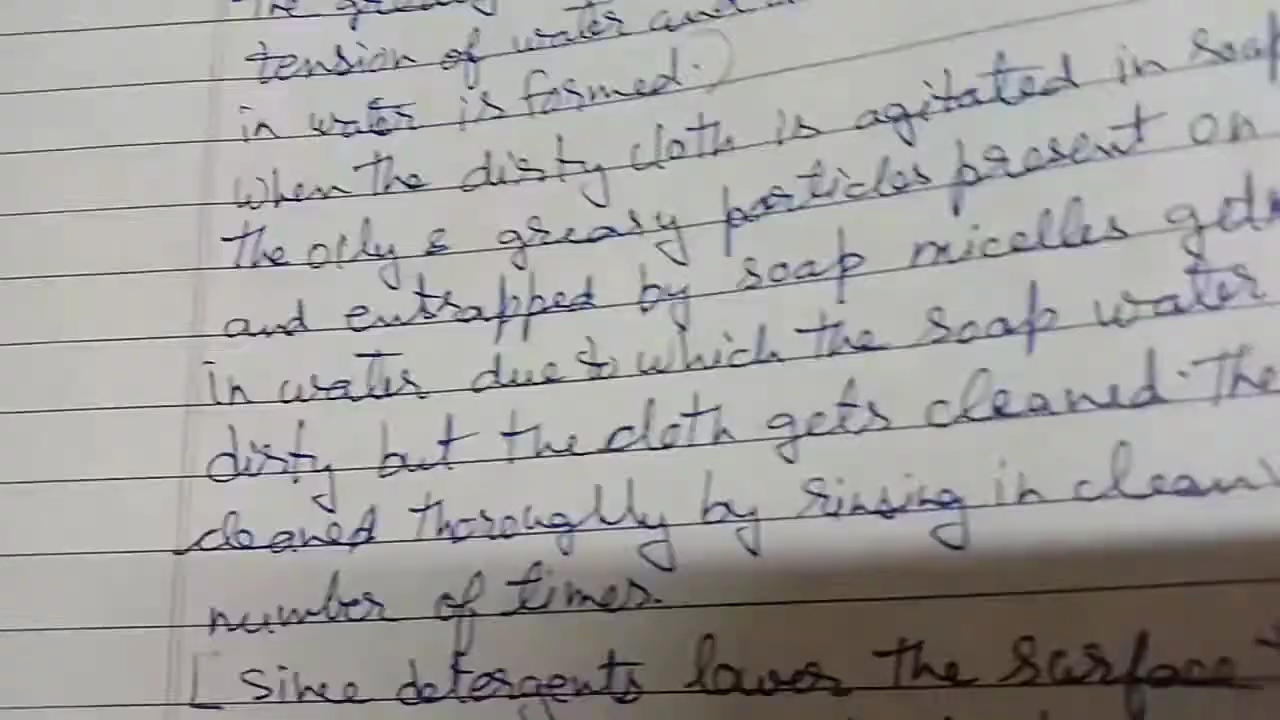 The
tension of water and
in water is formed.)
When the dirty cloth is agitated in soap
the oily & greasy particles present on
and entrapped by soap micelles get
in water due to which the soap water
dirty but the cloth gets cleaned. The
cleaned thoroughly by rinsing in clean
number of times.
[ Since detergents lower the surface